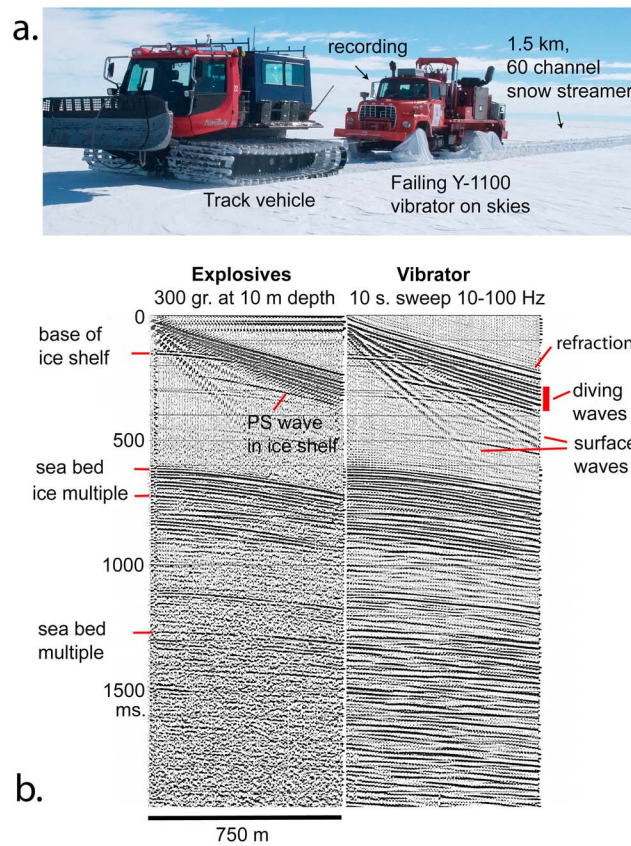 a.
recording
1.5 km,
60 channel
snow streamer
Track vehicle
Failing Y-1100
vibrator on skies
Explosives
300 gr. at 10 m depth
Vibrator
10 s. sweep 10-100 Hz
0
base of
ice shelf
refraction
diving
waves
PS wave
in ice shelf
500
surface
waves
sea bed
ice multiple
1000
sea bed
multiple
1500
ms.
b.
750 m